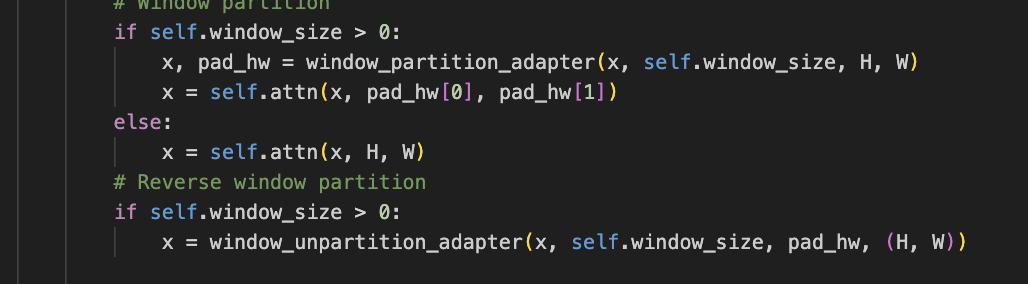 # Window partition
if self.window_size > 0:
x, pad_hw = window_partition_adapter(x, self.window_size, H, W)
x = self.attn(x, pad_hw[0], pad_hw[1])
else:
x = self.attn(x, H, W)
# Reverse window partition
if self.window_size > 0:
x = window_unpartition_adapter(x, self.window_size, pad_hw, (H, W))